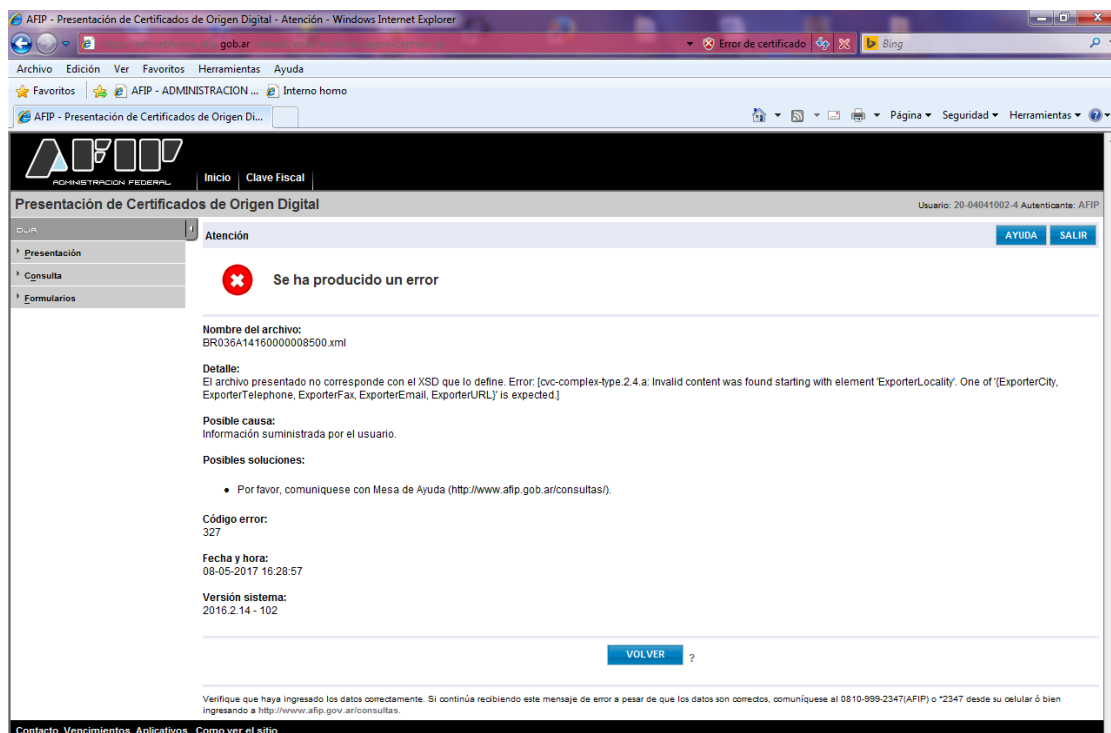 AFIP - Presentación de Certificados de Origen Digital - Atención - Windows Internet Explorer
gob.ar
Error de certificado
Bing
Archivo Edición Ver Favoritos Herramientas Ayuda
Favoritos AFIP - ADMINISTRACION ... Interno homo
AFIP - Presentación de Certificados de Origen Di...
Página Seguridad Herramientas
AFIP
ADMINISTRACION FEDERAL
Inicio Clave Fiscal
Presentación de Certificados de Origen Digital
Usuario: 20-04041002-4 Autenticante: AFIP
DJR
Presentación
Consulta
Formularios
Atención
AYUDA SALIR
Se ha producido un error
Nombre del archivo:
BR036A14160000008500.xml
Detalle:
El archivo presentado no corresponde con el XSD que lo define. Error: [cvc-complex-type.2.4.a: Invalid content was found starting with element 'ExporterLocality'. One of '{ExporterCity,
ExporterTelephone, ExporterFax, ExporterEmail, ExporterURL}' is expected.]
Posible causa:
Información suministrada por el usuario.
Posibles soluciones:
• Por favor, comuniquese con Mesa de Ayuda (http://www.afip.gob.ar/consultas/).
Código error:
327
Fecha y hora:
08-05-2017 16:28:57
Versión sistema:
2016.2.14 - 102
VOLVER ?
Verifique que haya ingresado los datos correctamente. Si continúa recibiendo este mensaje de error a pesar de que los datos son correctos, comuníquese al 0810-999-2347(AFIP) o *2347 desde su celular ó bien
ingresando a http://www.afip.gov.ar/consultas.
Contacto Vencimientos Aplicativos Como ver el sitio